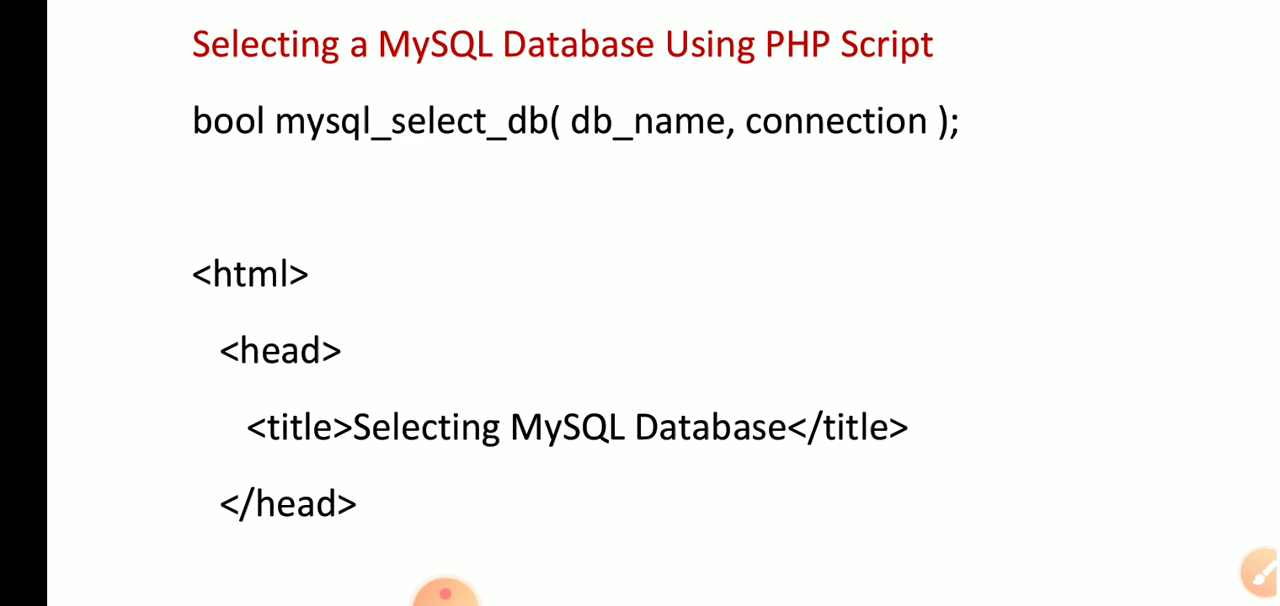 Selecting a MySQL Database Using PHP Script
bool mysql_select_db( db_name, connection );
<html>
<head>
<title>Selecting MySQL Database</title>
</head>